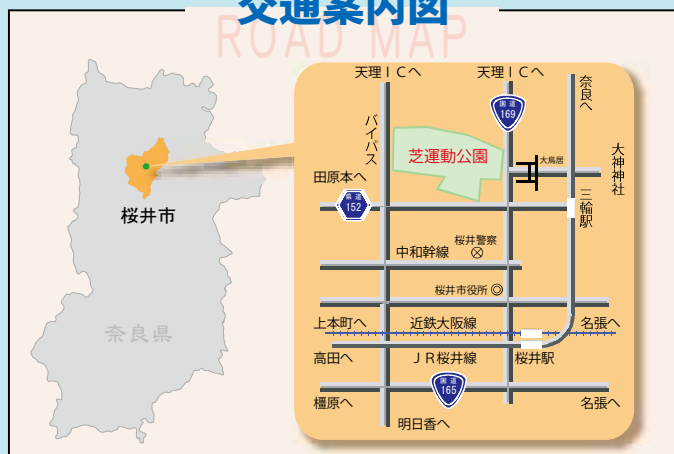 交通案内図
ROAD MAP
天理ICへ
天理ICへ
奈良へ
バイパス
国道
169
芝運動公園
大鳥居
大神神社
田原本へ
県道
152
三輪駅
桜井市
桜井警察
中和幹線
桜井市役所
上本町へ
近鉄大阪線
名張へ
奈良県
高田へ
JR桜井線
桜井駅
国道
165
橿原へ
名張へ
明日香へ